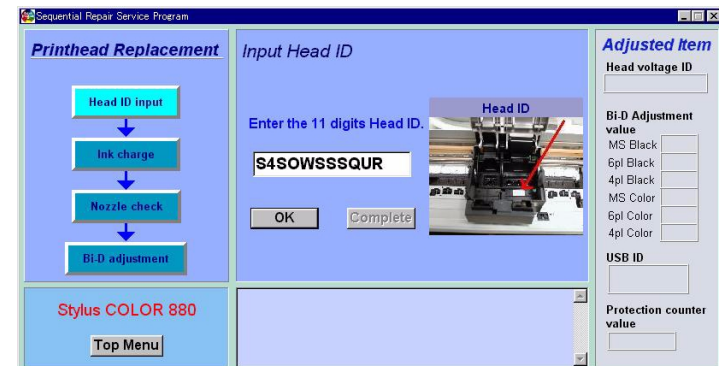 Sequential Repair Service Program
Printhead Replacement
Head ID input
Ink charge
Nozzle check
Bi-D adjustment
Stylus COLOR 880
Top Menu
Input Head ID
Enter the 11 digits Head ID.
S4SOWSSSQUR
OK
Complete
Head ID
Adjusted Item
Head voltage ID
Bi-D Adjustment
value
MS Black
6pl Black
4pl Black
MS Color
6pl Color
4pl Color
USB ID
Protection counter
value